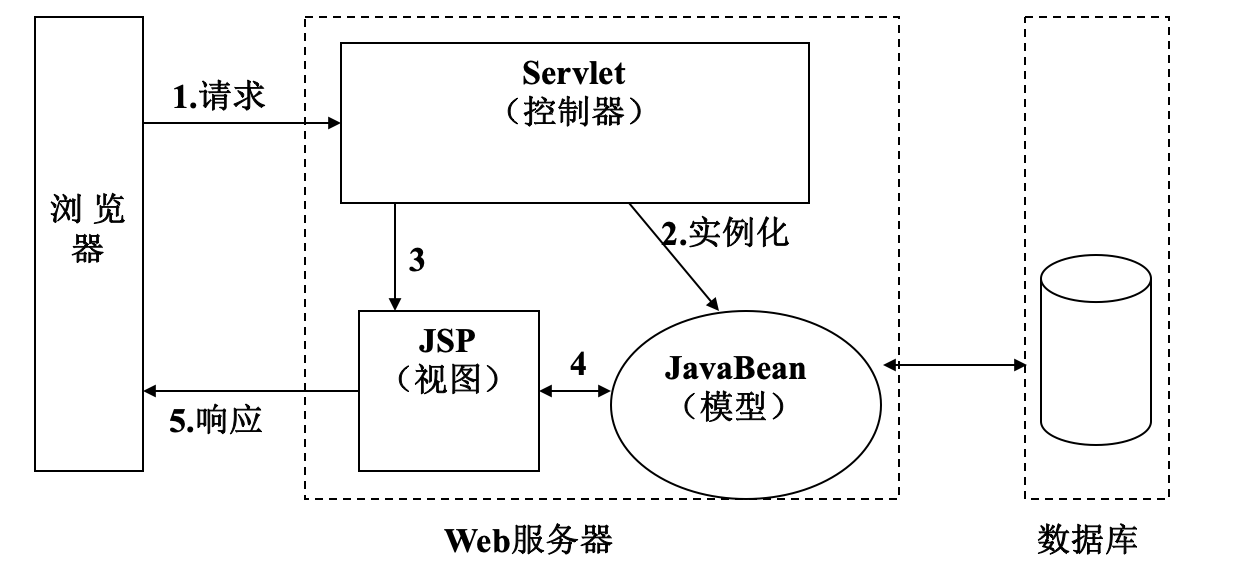 Servlet
（控制器）
1.请求
浏 览
器
2.实例化
3
JSP
（视图）
4
JavaBean
（模型）
5.响应
Web服务器
数据库